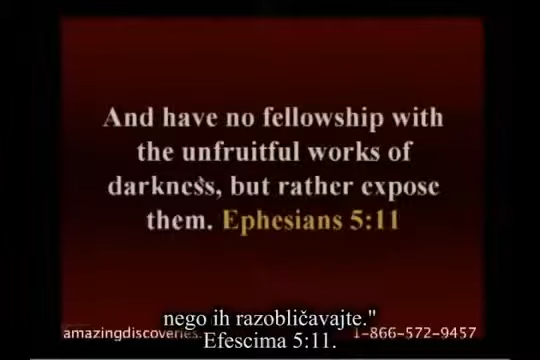 And have no fellowship with
the unfruitful works of
darkness, but rather expose
them. Ephesians 5:11
nego ih razobličavajte."
amazingdiscoveries. 1-866-572-9457
Efescima 5:11.